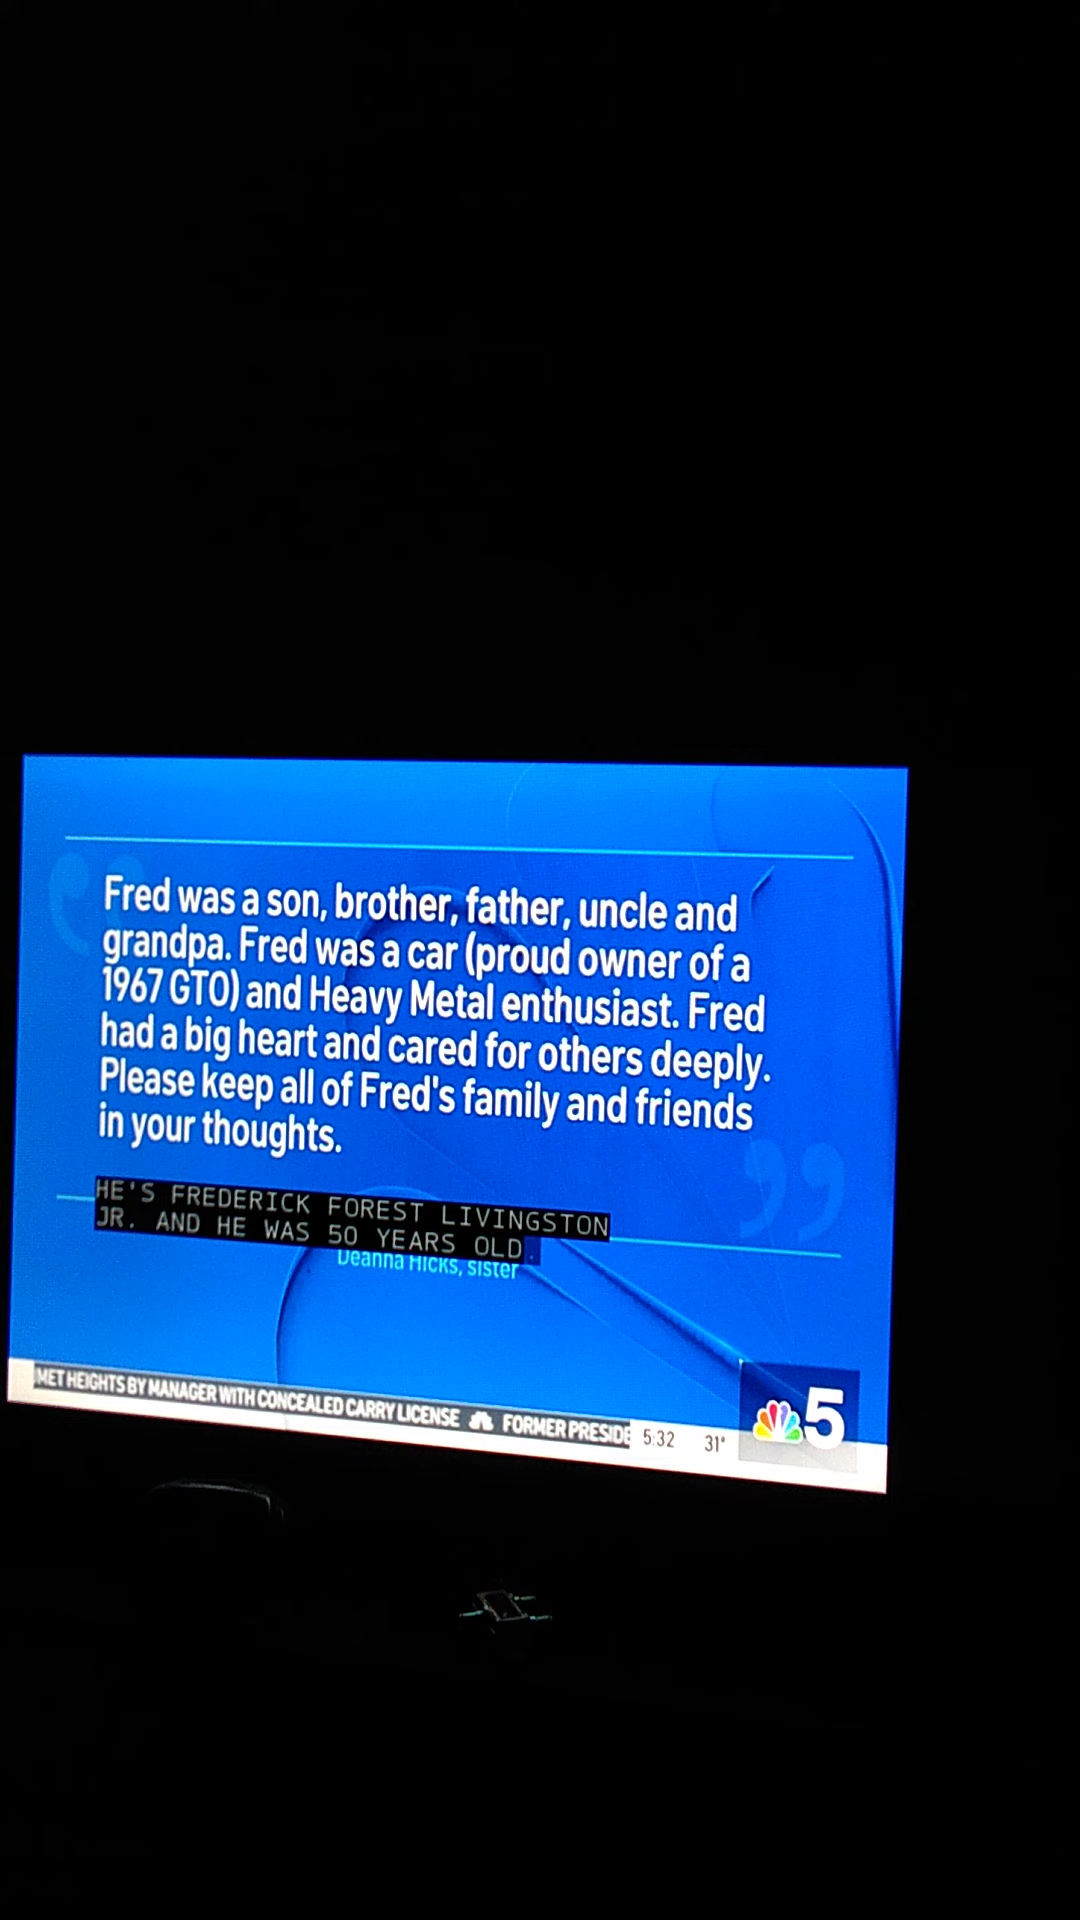 Fred was a son, brother, father, uncle and
grandpa. Fred was a car (proud owner of a
1967 GTO) and Heavy Metal enthusiast. Fred
had a big heart and cared for others deeply.
Please keep all of Fred's family and friends
in your thoughts.
HE'S FREDERICK FOREST LIVINGSTON
JR. AND HE WAS 50 YEARS OLD.
Deanna Hicks, sister
MET HEIGHTS BY MANAGER WITH CONCEALED CARRY LICENSE FORMER PRESIDE 5:32 31°
5